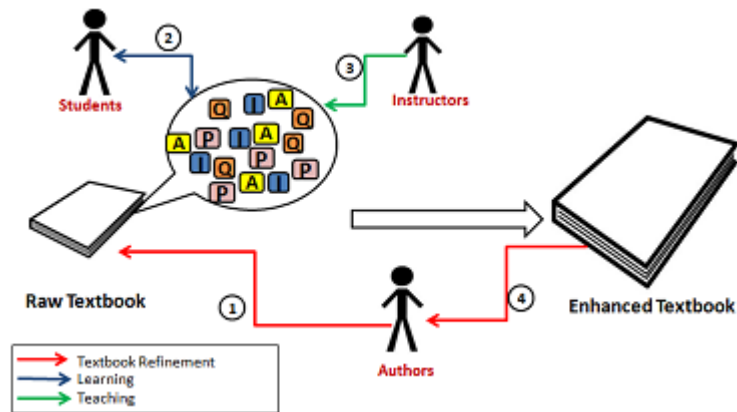 2
3
Students
Instructors
Q I A Q
A P I A Q
I Q P P
P A I
Raw Textbook
1
4
Enhanced Textbook
Authors
Textbook Refinement
Learning
Teaching